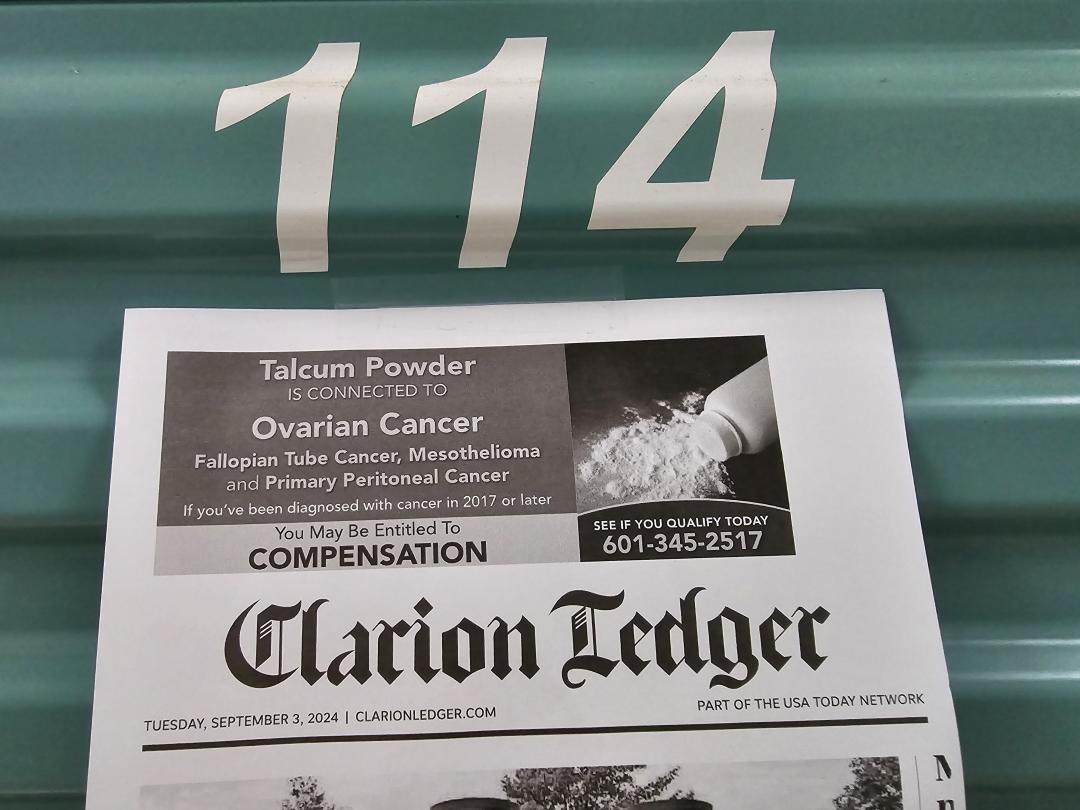 114
Talcum Powder
IS CONNECTED TO
Ovarian Cancer
Fallopian Tube Cancer, Mesothelioma
and Primary Peritoneal Cancer
If you've been diagnosed with cancer in 2017 or later
You May Be Entitled To
COMPENSATION
SEE IF YOU QUALIFY TODAY
601-345-2517
Clarion Ledger
TUESDAY, SEPTEMBER 3, 2024 | CLARIONLEDGER.COM
PART OF THE USA TODAY NETWORK